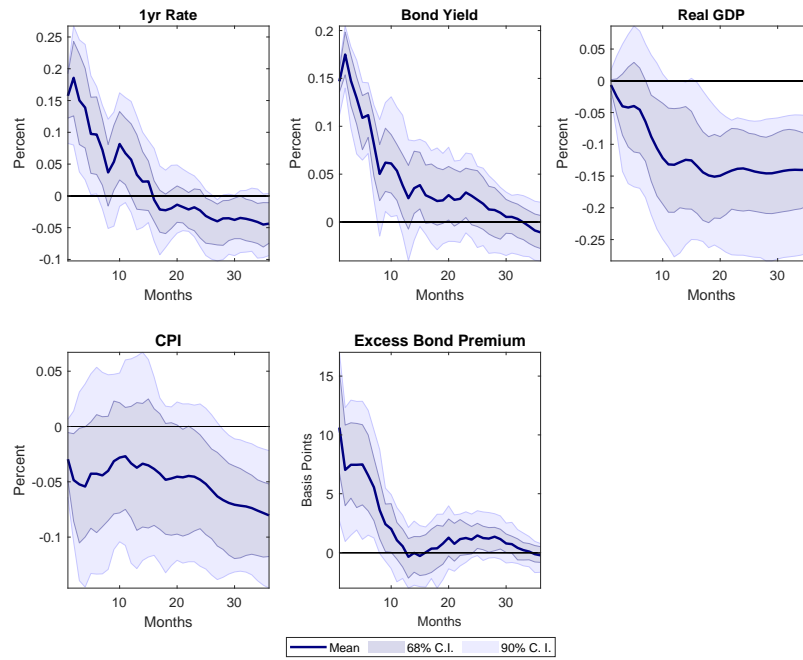 1yr Rate
Percent
0.25
0.2
0.15
0.1
0.05
0
-0.05
-0.1
10
20
30
Months
Bond Yield
Percent
0.2
0.15
0.1
0.05
0
10
20
30
Months
Real GDP
Percent
0.05
0
-0.05
-0.1
-0.15
-0.2
-0.25
10
20
30
Months
CPI
Percent
0.05
0
-0.05
-0.1
10
20
30
Months
Excess Bond Premium
Basis Points
15
10
5
0
10
20
30
Months
Mean 68% C.I. 90% C. I.